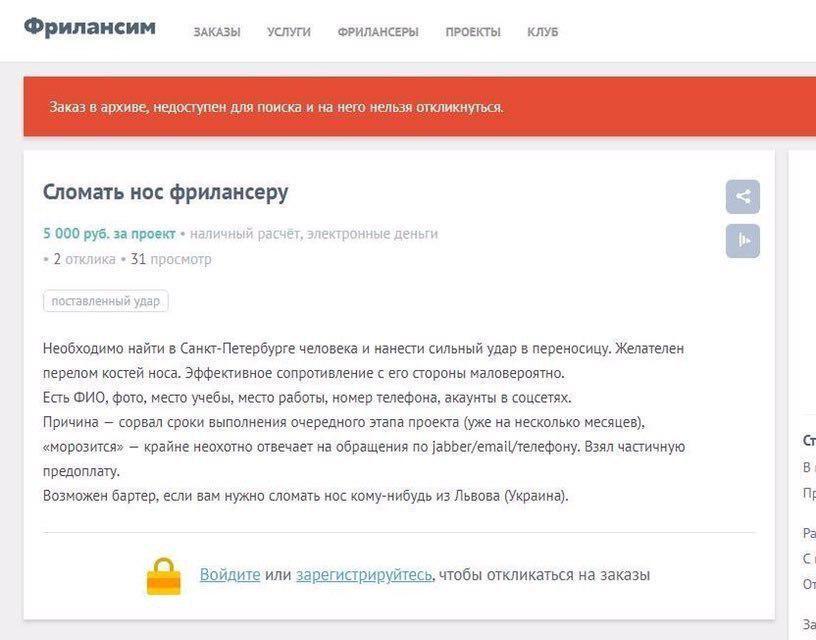 Фрилансим
ЗАКАЗЫ УСЛУГИ ФРИЛАНСЕРЫ ПРОЕКТЫ КЛУБ
Заказ в архиве, недоступен для поиска и на него нельзя откликнуться.
Сломать нос фрилансеру
5 000 руб. за проект • наличный расчёт, электронные деньги
• 2 отклика • 31 просмотр
поставленный удар
Необходимо найти в Санкт-Петербурге человека и нанести сильный удар в переносицу. Желателен
перелом костей носа. Эффективное сопротивление с его стороны маловероятно.
Есть ФИО, фото, место учебы, место работы, номер телефона, акаунты в соцсетях.
Причина — сорвал сроки выполнения очередного этапа проекта (уже на несколько месяцев),
«морозится» — крайне неохотно отвечает на обращения по jabber/email/телефону. Взял частичную
предоплату.
Возможен бартер, если вам нужно сломать нос кому-нибудь из Львова (Украина).
Войдите или зарегистрируйтесь, чтобы откликаться на заказы